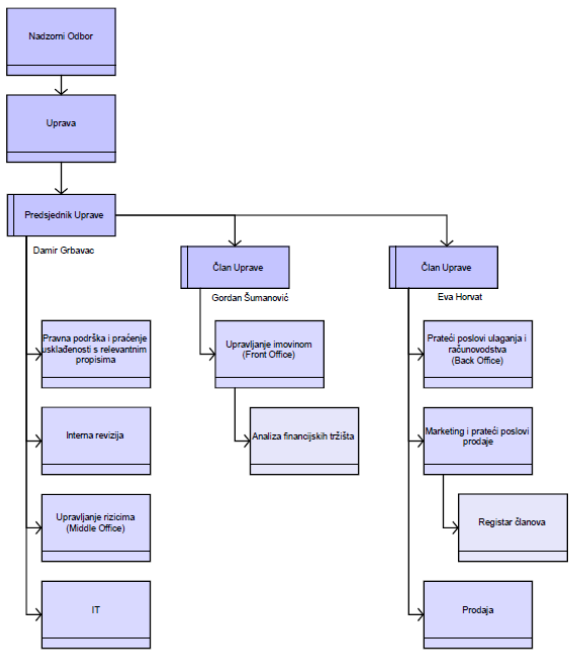 Nadzorni Odbor
Uprava
Predsjednik Uprave
Damir Grbavac
Član Uprave
Gordan Šumanović
Član Uprave
Eva Horvat
Pravna podrška i praćenje
usklađenosti s relevantnim
propisima
Interna revizija
Upravljanje rizicima
(Middle Office)
IT
Upravljanje imovinom
(Front Office)
Analiza financijskih tržišta
Prateći poslovi ulaganja i
računovodstva
(Back Office)
Marketing i prateći poslovi
prodaje
Registar članova
Prodaja